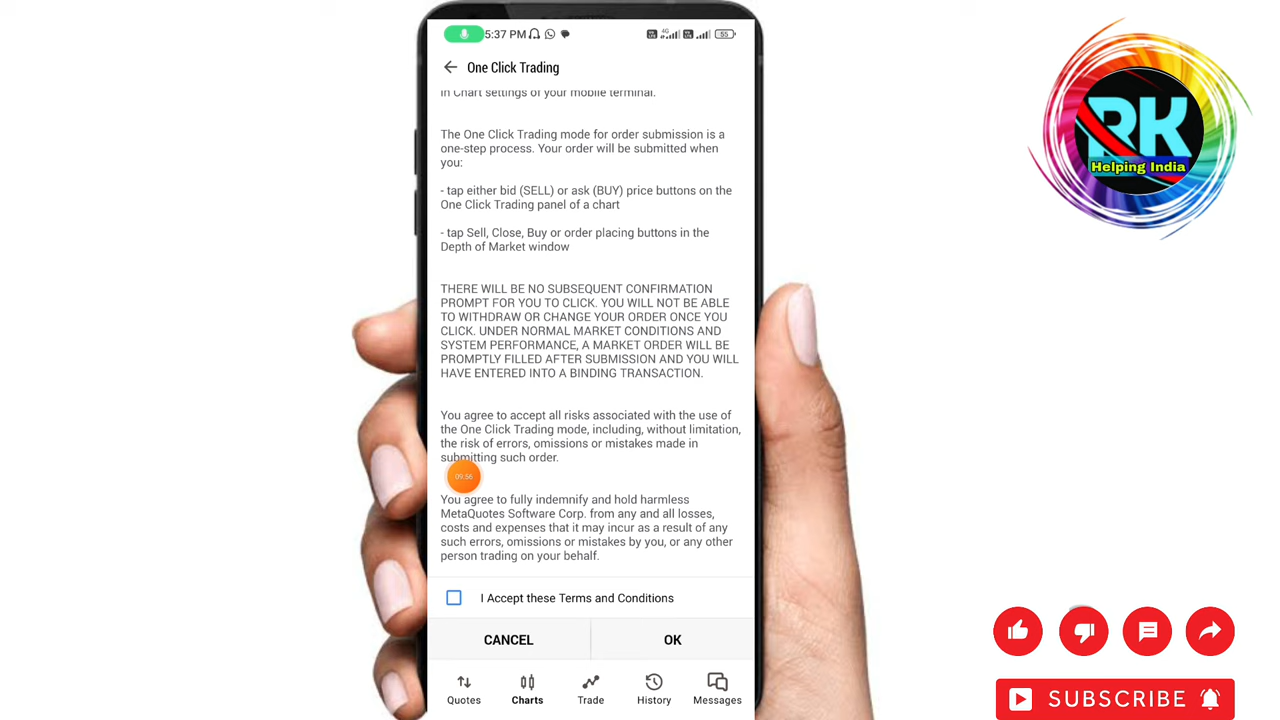 5:37 PM
4G
55
One Click Trading
in Chart settings of your mobile terminal.
The One Click Trading mode for order submission is a
one-step process. Your order will be submitted when
you:
- tap either bid (SELL) or ask (BUY) price buttons on the
One Click Trading panel of a chart
- tap Sell, Close, Buy or order placing buttons in the
Depth of Market window
THERE WILL BE NO SUBSEQUENT CONFIRMATION
PROMPT FOR YOU TO CLICK. YOU WILL NOT BE ABLE
TO WITHDRAW OR CHANGE YOUR ORDER ONCE YOU
CLICK. UNDER NORMAL MARKET CONDITIONS AND
SYSTEM PERFORMANCE, A MARKET ORDER WILL BE
PROMPTLY FILLED AFTER SUBMISSION AND YOU WILL
HAVE ENTERED INTO A BINDING TRANSACTION.
You agree to accept all risks associated with the use of
the One Click Trading mode, including, without limitation,
the risk of errors, omissions or mistakes made in
submitting such order.
09:56
You agree to fully indemnify and hold harmless
MetaQuotes Software Corp. from any and all losses,
costs and expenses that it may incur as a result of any
such errors, omissions or mistakes by you, or any other
person trading on your behalf.
I Accept these Terms and Conditions
CANCEL OK
Quotes Charts Trade History Messages
RK
Helping India
SUBSCRIBE